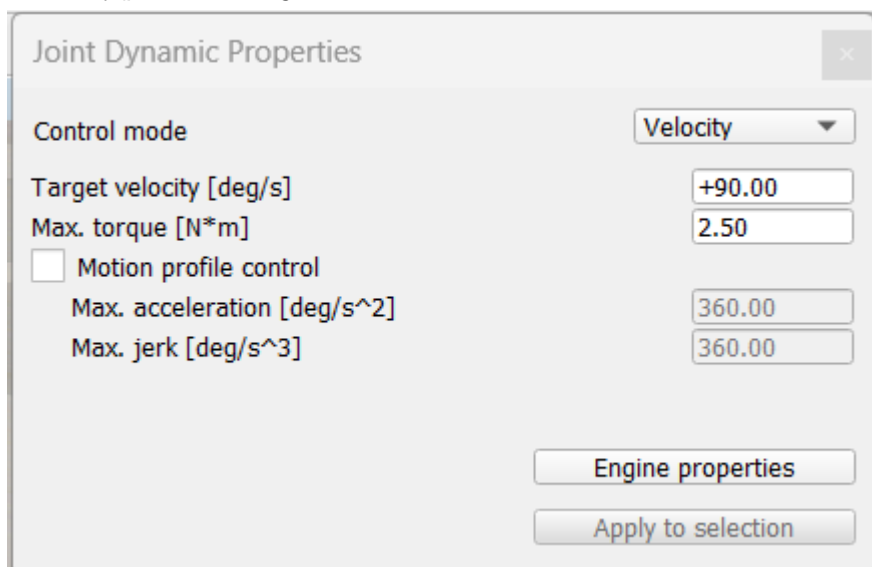 Joint Dynamic Properties
Control mode Velocity
Target velocity [deg/s] +90.00
Max. torque [N*m] 2.50
Motion profile control
Max. acceleration [deg/s^2] 360.00
Max. jerk [deg/s^3] 360.00
Engine properties
Apply to selection